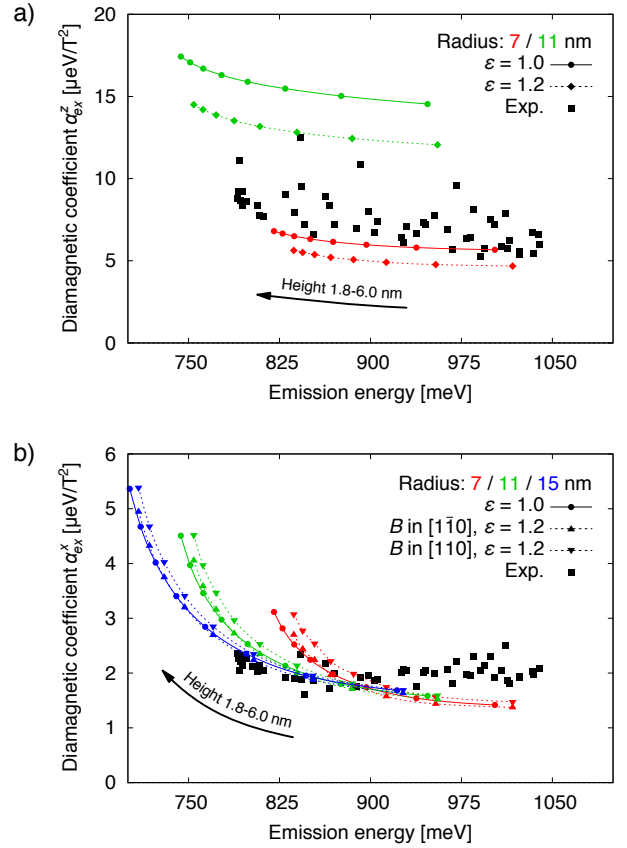 a)
Diamagnetic coefficient α^z_ex [µeV/T²]
25
20
15
10
5
0
Radius: 7 / 11 nm
ε = 1.0
ε = 1.2
Exp.
Height 1.8-6.0 nm
750 825 900 975 1050
Emission energy [meV]
b)
Diamagnetic coefficient α^x_ex [µeV/T²]
6
5
4
3
2
1
0
Radius: 7 / 11 / 15 nm
ε = 1.0
B in [11̄0], ε = 1.2
B in [110], ε = 1.2
Exp.
Height 1.8-6.0 nm
750 825 900 975 1050
Emission energy [meV]